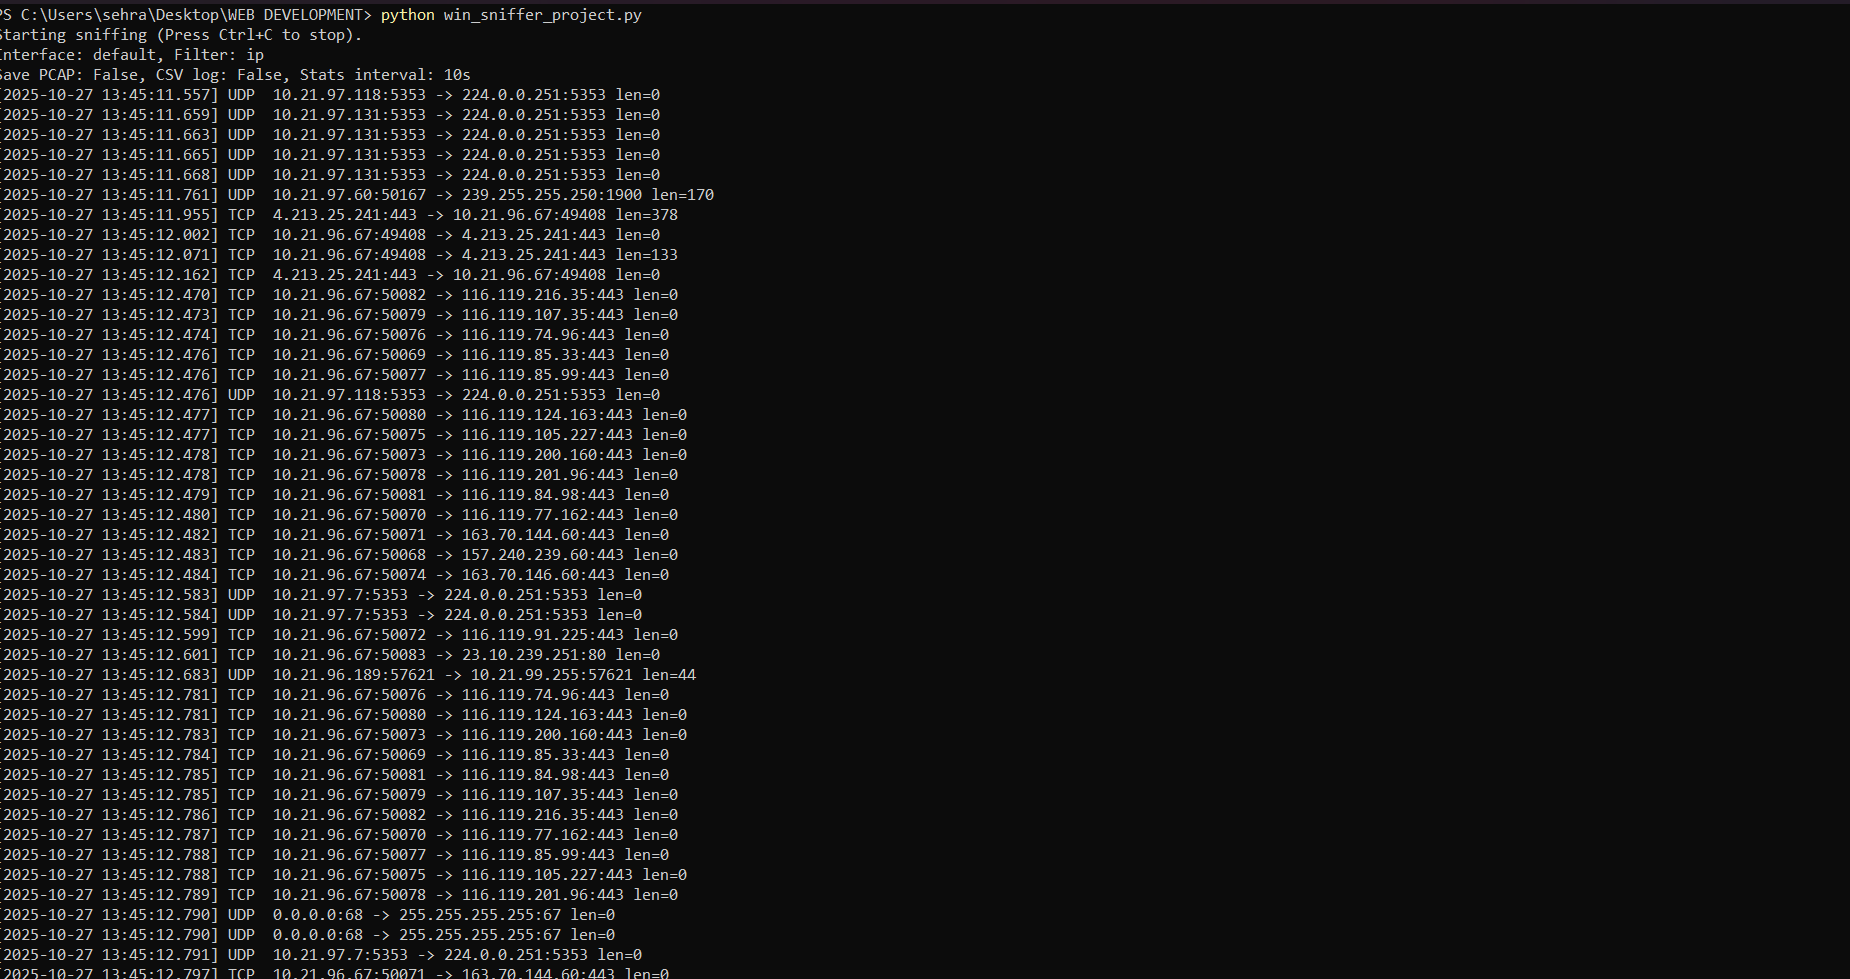 PS C:\Users\sehra\Desktop\WEB DEVELOPMENT> python win_sniffer_project.py
Starting sniffing (Press Ctrl+C to stop).
Interface: default, Filter: ip
Save PCAP: False, CSV log: False, Stats interval: 10s
[2025-10-27 13:45:11.557] UDP  10.21.97.118:5353 -> 224.0.0.251:5353 len=0
[2025-10-27 13:45:11.659] UDP  10.21.97.131:5353 -> 224.0.0.251:5353 len=0
[2025-10-27 13:45:11.663] UDP  10.21.97.131:5353 -> 224.0.0.251:5353 len=0
[2025-10-27 13:45:11.665] UDP  10.21.97.131:5353 -> 224.0.0.251:5353 len=0
[2025-10-27 13:45:11.668] UDP  10.21.97.131:5353 -> 224.0.0.251:5353 len=0
[2025-10-27 13:45:11.761] UDP  10.21.97.60:50167 -> 239.255.255.250:1900 len=170
[2025-10-27 13:45:11.955] TCP  4.213.25.241:443 -> 10.21.96.67:49408 len=378
[2025-10-27 13:45:12.002] TCP  10.21.96.67:49408 -> 4.213.25.241:443 len=0
[2025-10-27 13:45:12.071] TCP  10.21.96.67:49408 -> 4.213.25.241:443 len=133
[2025-10-27 13:45:12.162] TCP  4.213.25.241:443 -> 10.21.96.67:49408 len=0
[2025-10-27 13:45:12.470] TCP  10.21.96.67:50082 -> 116.119.216.35:443 len=0
[2025-10-27 13:45:12.473] TCP  10.21.96.67:50079 -> 116.119.107.35:443 len=0
[2025-10-27 13:45:12.474] TCP  10.21.96.67:50076 -> 116.119.74.96:443 len=0
[2025-10-27 13:45:12.476] TCP  10.21.96.67:50069 -> 116.119.85.33:443 len=0
[2025-10-27 13:45:12.476] TCP  10.21.96.67:50077 -> 116.119.85.99:443 len=0
[2025-10-27 13:45:12.476] UDP  10.21.97.118:5353 -> 224.0.0.251:5353 len=0
[2025-10-27 13:45:12.477] TCP  10.21.96.67:50080 -> 116.119.124.163:443 len=0
[2025-10-27 13:45:12.477] TCP  10.21.96.67:50075 -> 116.119.105.227:443 len=0
[2025-10-27 13:45:12.478] TCP  10.21.96.67:50073 -> 116.119.200.160:443 len=0
[2025-10-27 13:45:12.478] TCP  10.21.96.67:50078 -> 116.119.201.96:443 len=0
[2025-10-27 13:45:12.479] TCP  10.21.96.67:50081 -> 116.119.84.98:443 len=0
[2025-10-27 13:45:12.480] TCP  10.21.96.67:50070 -> 116.119.77.162:443 len=0
[2025-10-27 13:45:12.482] TCP  10.21.96.67:50071 -> 163.70.144.60:443 len=0
[2025-10-27 13:45:12.483] TCP  10.21.96.67:50068 -> 157.240.239.60:443 len=0
[2025-10-27 13:45:12.484] TCP  10.21.96.67:50074 -> 163.70.146.60:443 len=0
[2025-10-27 13:45:12.583] UDP  10.21.97.7:5353 -> 224.0.0.251:5353 len=0
[2025-10-27 13:45:12.584] UDP  10.21.97.7:5353 -> 224.0.0.251:5353 len=0
[2025-10-27 13:45:12.599] TCP  10.21.96.67:50072 -> 116.119.91.225:443 len=0
[2025-10-27 13:45:12.601] TCP  10.21.96.67:50083 -> 23.10.239.251:80 len=0
[2025-10-27 13:45:12.683] UDP  10.21.96.189:57621 -> 10.21.99.255:57621 len=44
[2025-10-27 13:45:12.781] TCP  10.21.96.67:50076 -> 116.119.74.96:443 len=0
[2025-10-27 13:45:12.781] TCP  10.21.96.67:50080 -> 116.119.124.163:443 len=0
[2025-10-27 13:45:12.783] TCP  10.21.96.67:50073 -> 116.119.200.160:443 len=0
[2025-10-27 13:45:12.784] TCP  10.21.96.67:50069 -> 116.119.85.33:443 len=0
[2025-10-27 13:45:12.785] TCP  10.21.96.67:50081 -> 116.119.84.98:443 len=0
[2025-10-27 13:45:12.785] TCP  10.21.96.67:50079 -> 116.119.107.35:443 len=0
[2025-10-27 13:45:12.786] TCP  10.21.96.67:50082 -> 116.119.216.35:443 len=0
[2025-10-27 13:45:12.787] TCP  10.21.96.67:50070 -> 116.119.77.162:443 len=0
[2025-10-27 13:45:12.788] TCP  10.21.96.67:50077 -> 116.119.85.99:443 len=0
[2025-10-27 13:45:12.788] TCP  10.21.96.67:50075 -> 116.119.105.227:443 len=0
[2025-10-27 13:45:12.789] TCP  10.21.96.67:50078 -> 116.119.201.96:443 len=0
[2025-10-27 13:45:12.790] UDP  0.0.0.0:68 -> 255.255.255.255:67 len=0
[2025-10-27 13:45:12.790] UDP  0.0.0.0:68 -> 255.255.255.255:67 len=0
[2025-10-27 13:45:12.791] UDP  10.21.97.7:5353 -> 224.0.0.251:5353 len=0
[2025-10-27 13:45:12.797] TCP  10.21.96.67:50071 -> 163.70.144.60:443 len=0